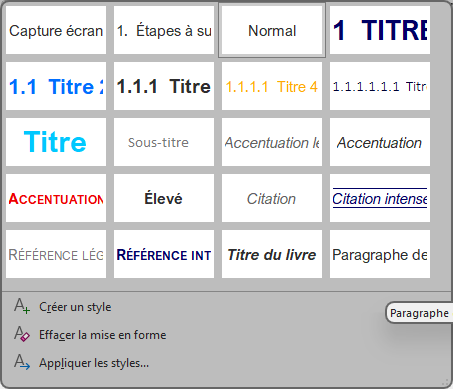 Capture écran
1. Étapes à su
Normal
1 TITRE
1.1 Titre 2
1.1.1 Titre
1.1.1.1 Titre 4
1.1.1.1.1.1 Titr
Titre
Sous-titre
Accentuation lé
Accentuation
ACCENTUATION
Élevé
Citation
Citation intense
RÉFÉRENCE LÉG
RÉFÉRENCE INT
Titre du livre
Paragraphe de
Créer un style
Effacer la mise en forme
Appliquer les styles...
Paragraphe